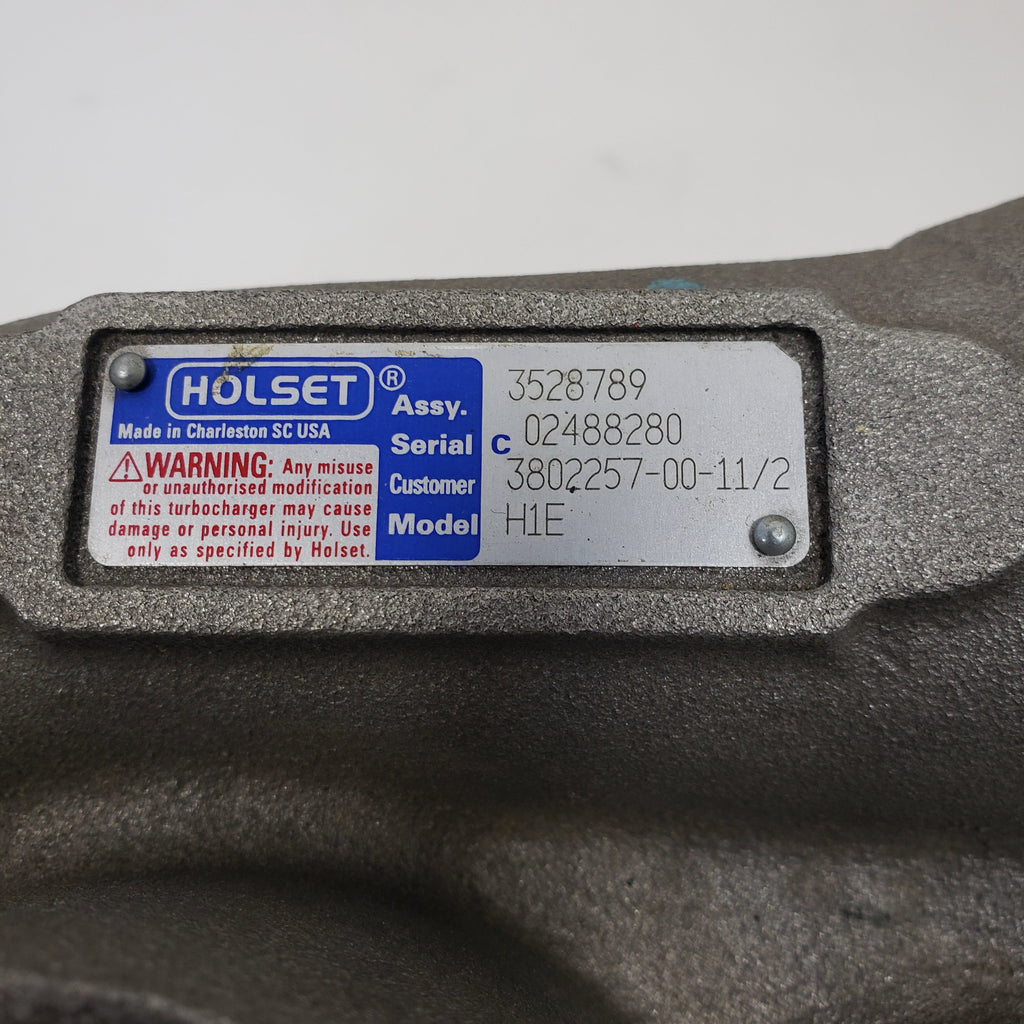 HOLSET®
Made in Charleston SC USA
WARNING: Any misuse
or unauthorised modification
of this turbocharger may cause
damage or personal injury. Use
only as specified by Holset.
Assy. 3528789
Serial C 02488280
Customer 3802257-00-11/2
Model H1E